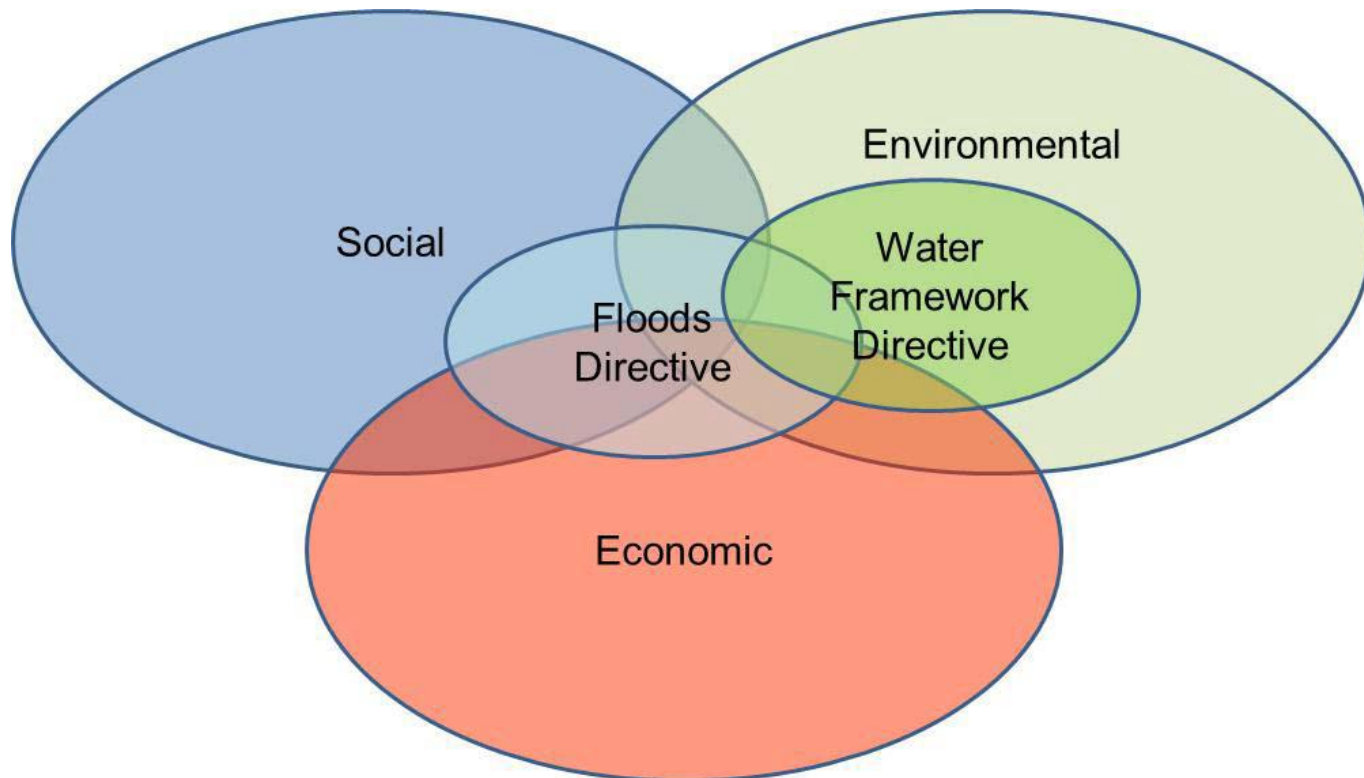 Environmental
Social
Water
Framework
Directive
Floods
Directive
Economic